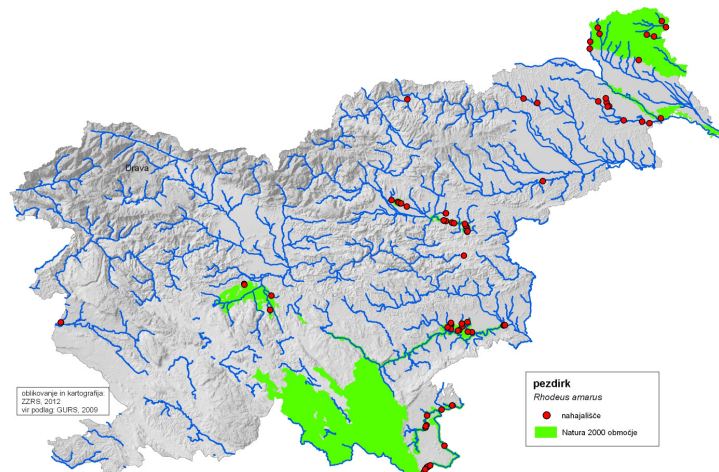 Drava
oblikovanje in kartografija:
ZZRS, 2012
vir podlag: GURS, 2009
pezdirk
Rhodeus amarus
nahajališče
Natura 2000 območje